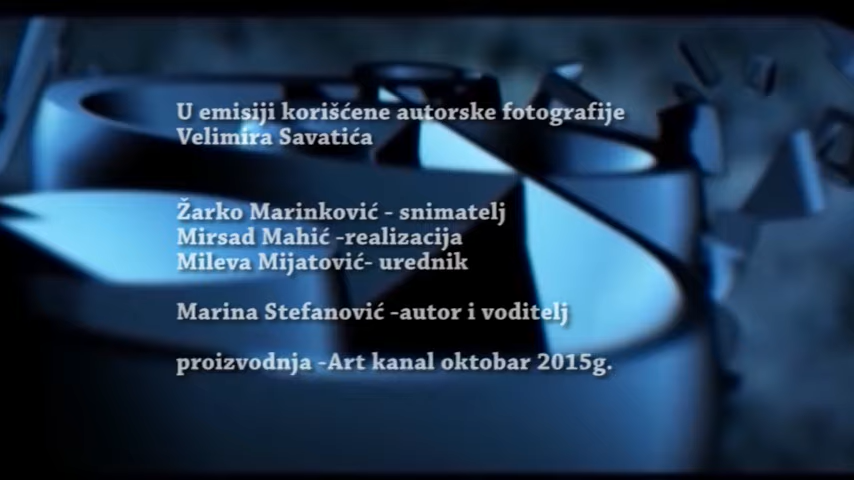 U emisiji korišćene autorske fotografije
Velimira Savatića
Žarko Marinković - snimatelj
Mirsad Mahić -realizacija
Mileva Mijatović- urednik
Marina Stefanović -autor i voditelj
proizvodnja -Art kanal oktobar 2015g.